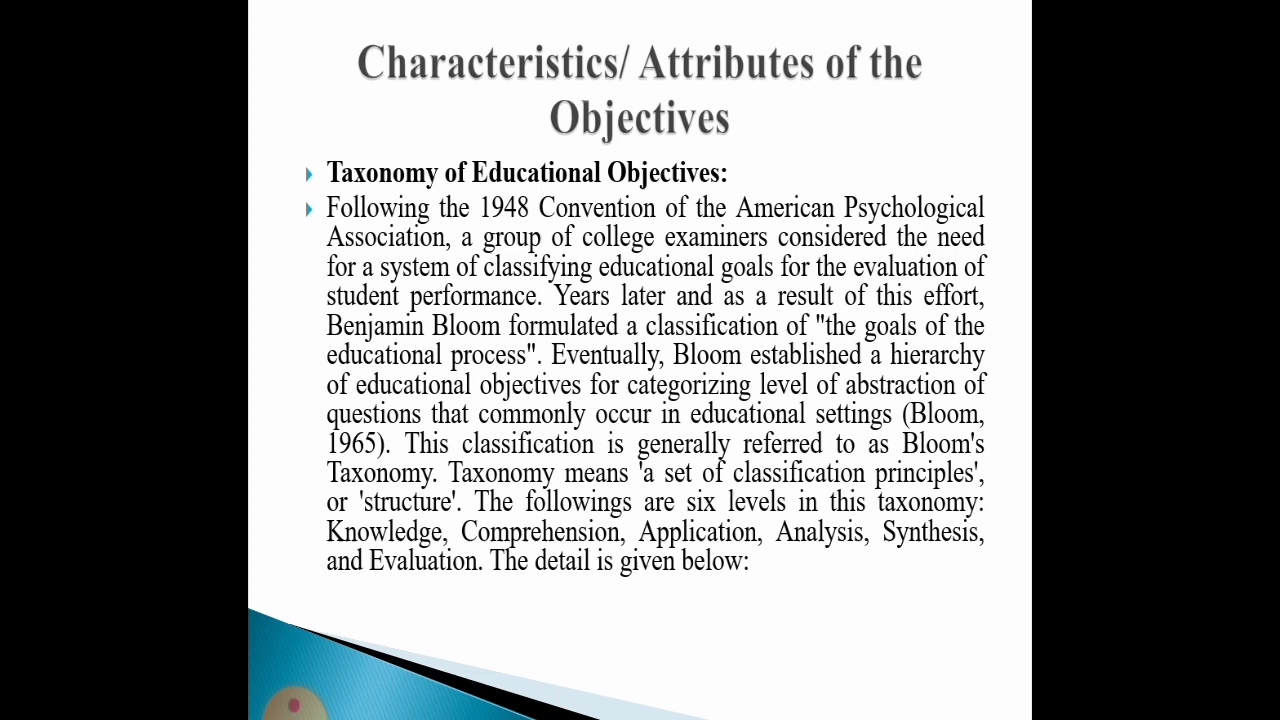 Characteristics/ Attributes of the
Objectives
Taxonomy of Educational Objectives:
Following the 1948 Convention of the American Psychological
Association, a group of college examiners considered the need
for a system of classifying educational goals for the evaluation of
student performance. Years later and as a result of this effort,
Benjamin Bloom formulated a classification of "the goals of the
educational process". Eventually, Bloom established a hierarchy
of educational objectives for categorizing level of abstraction of
questions that commonly occur in educational settings (Bloom,
1965). This classification is generally referred to as Bloom's
Taxonomy. Taxonomy means 'a set of classification principles',
or 'structure'. The followings are six levels in this taxonomy:
Knowledge, Comprehension, Application, Analysis, Synthesis,
and Evaluation. The detail is given below: